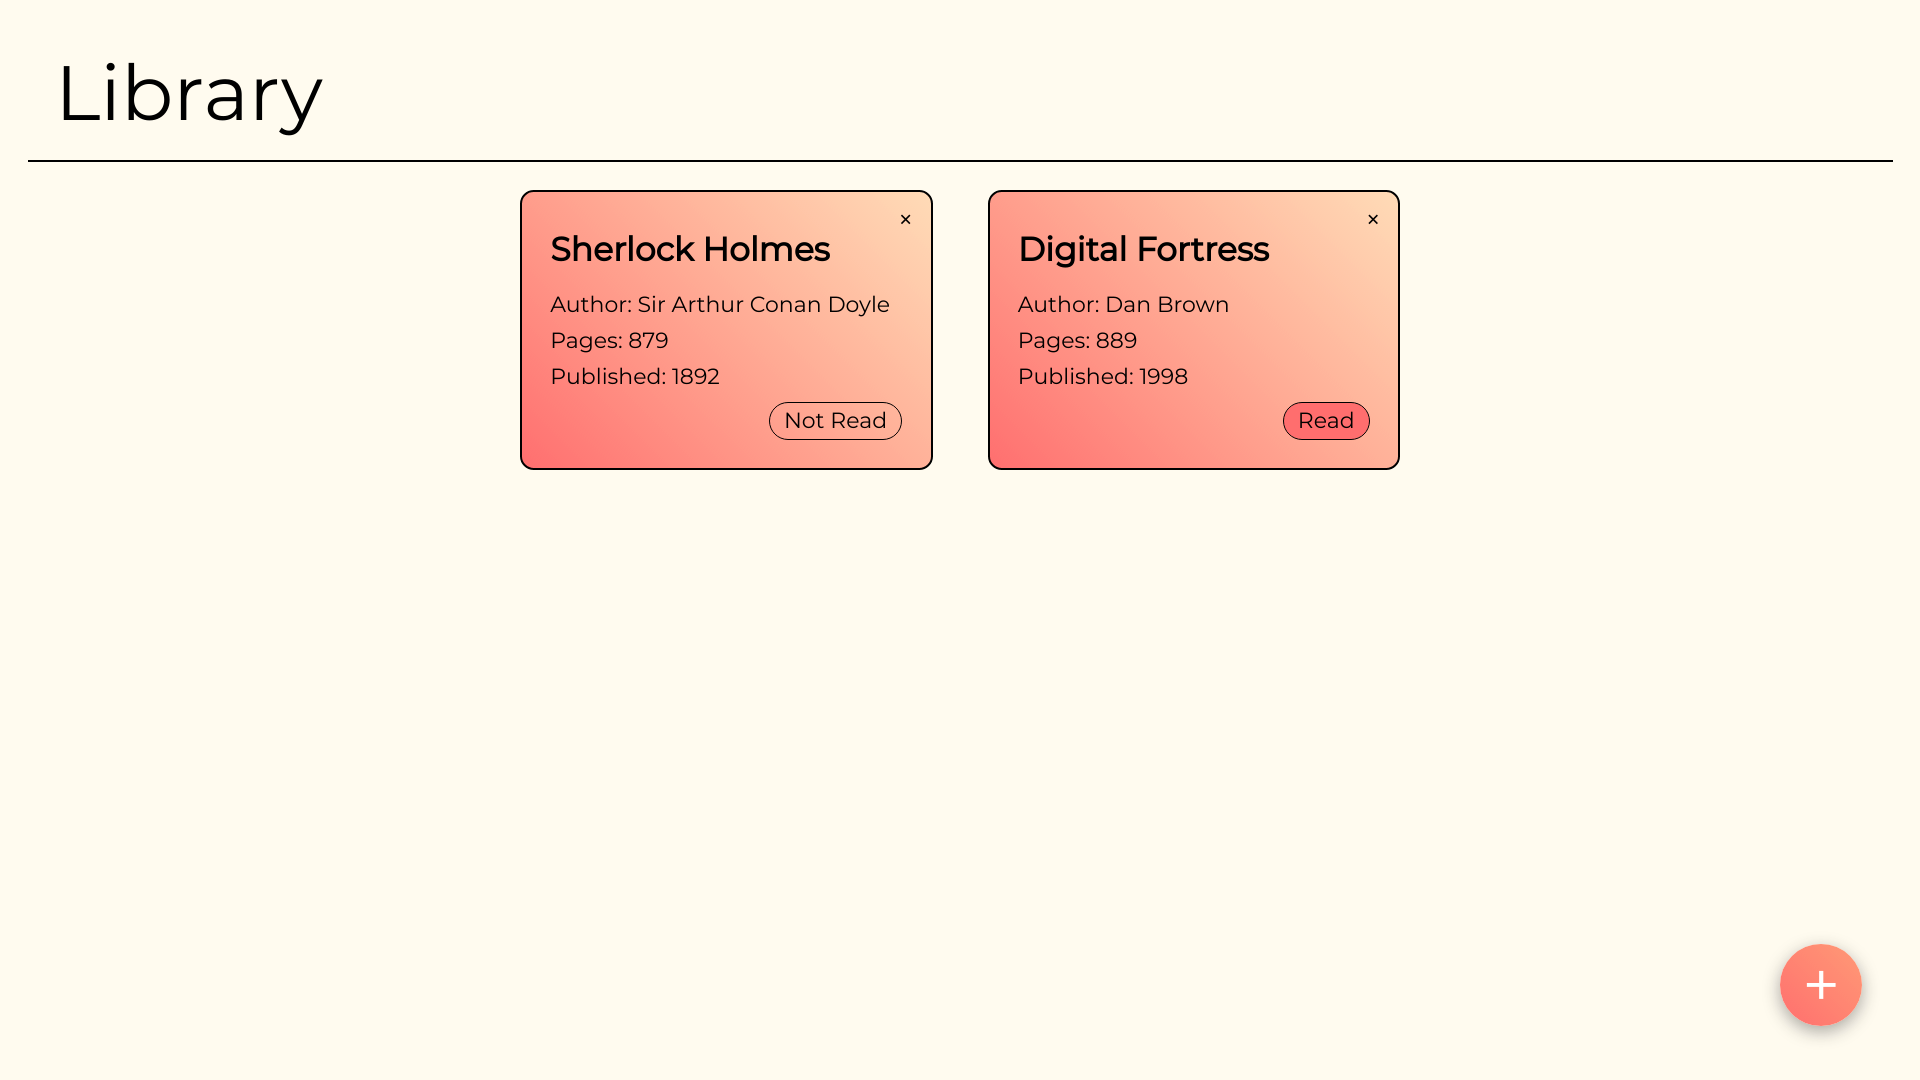 Library
×
Sherlock Holmes
Author: Sir Arthur Conan Doyle
Pages: 879
Published: 1892
Not Read
×
Digital Fortress
Author: Dan Brown
Pages: 889
Published: 1998
Read
+